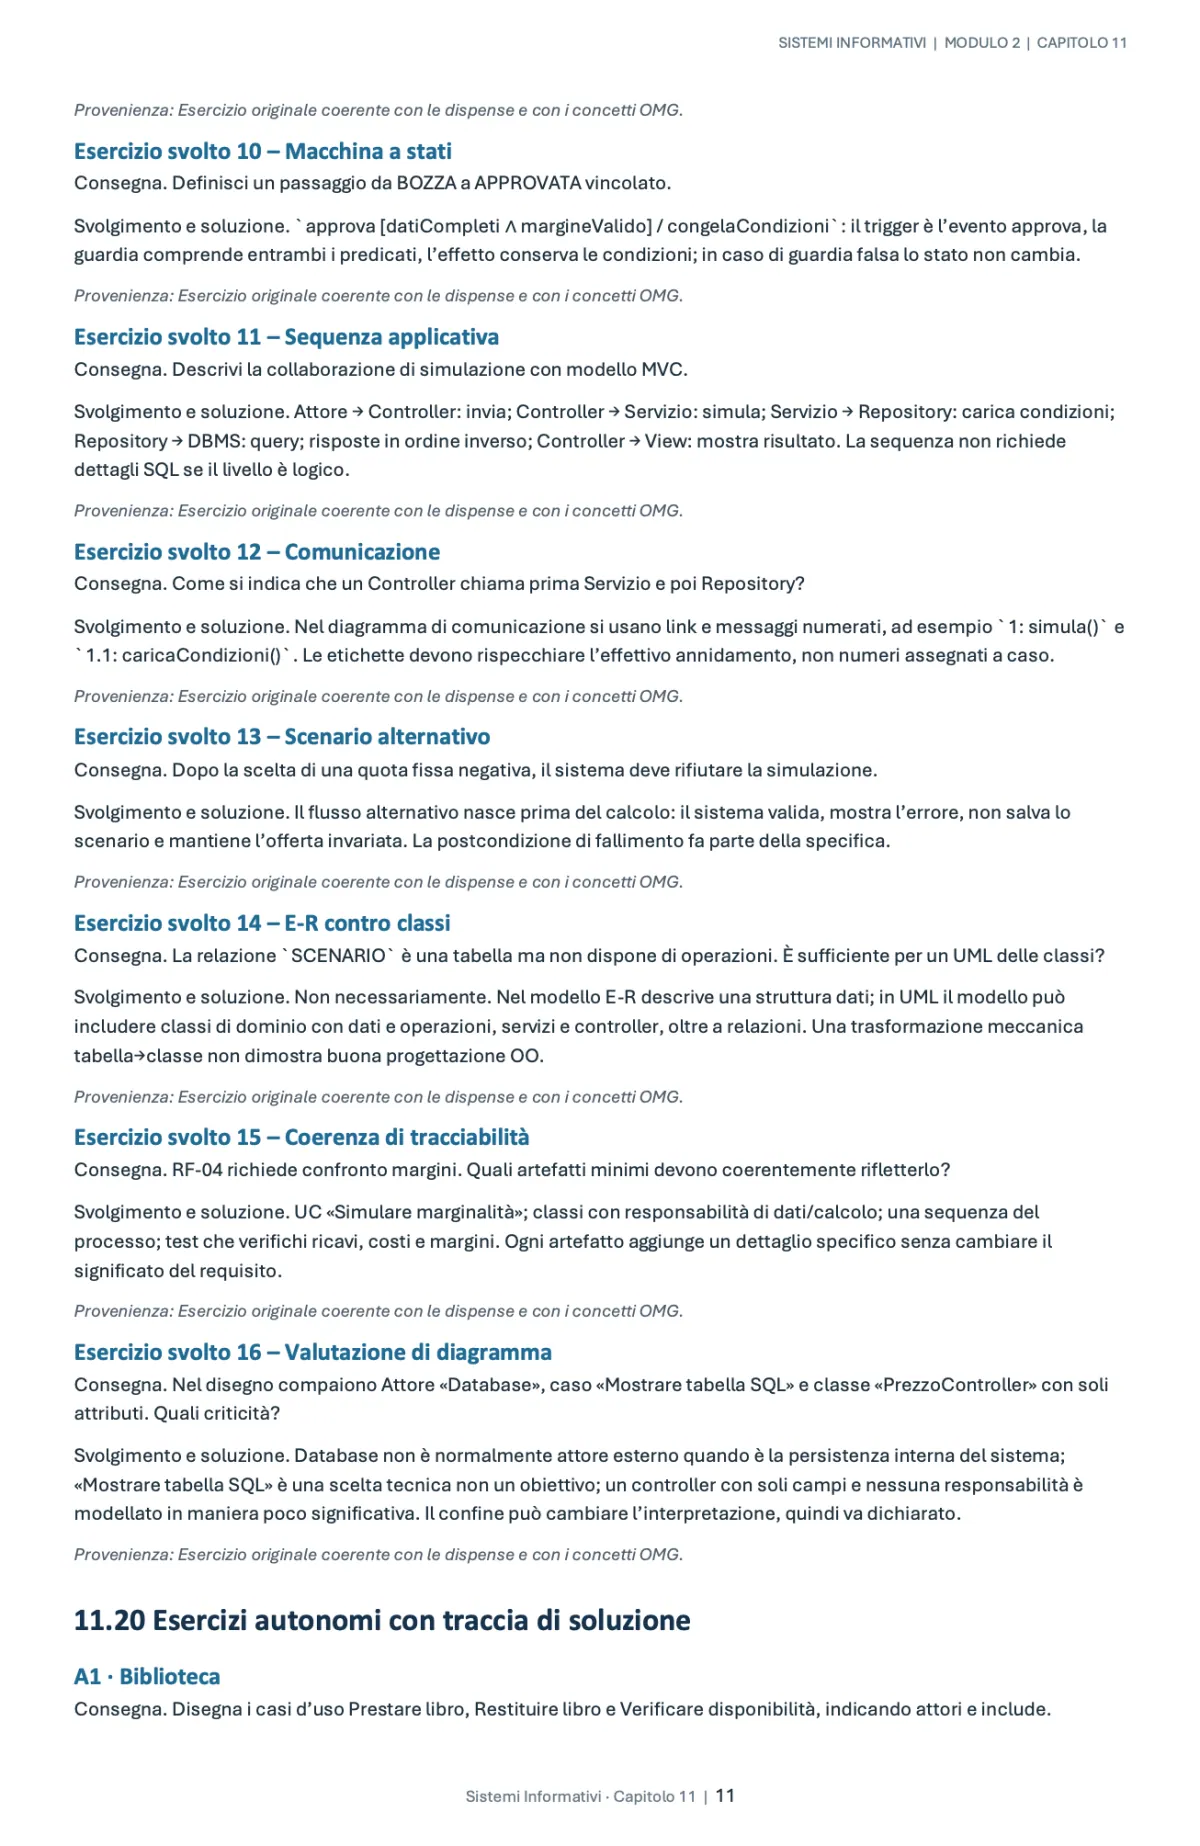 SISTEMI INFORMATIVI | MODULO 2 | CAPITOLO 11
Provenienza: Esercizio originale coerente con le dispense e con i concetti OMG.
Esercizio svolto 10 – Macchina a stati
Consegna. Definisci un passaggio da BOZZA a APPROVATA vincolato.
Svolgimento e soluzione. `approva [datiCompleti ∧ margineValido] / congelaCondizioni`: il trigger è l’evento approva, la
guardia comprende entrambi i predicati, l’effetto conserva le condizioni; in caso di guardia falsa lo stato non cambia.
Provenienza: Esercizio originale coerente con le dispense e con i concetti OMG.
Esercizio svolto 11 – Sequenza applicativa
Consegna. Descrivi la collaborazione di simulazione con modello MVC.
Svolgimento e soluzione. Attore → Controller: invia; Controller → Servizio: simula; Servizio → Repository: carica condizioni;
Repository → DBMS: query; risposte in ordine inverso; Controller → View: mostra risultato. La sequenza non richiede
dettagli SQL se il livello è logico.
Provenienza: Esercizio originale coerente con le dispense e con i concetti OMG.
Esercizio svolto 12 – Comunicazione
Consegna. Come si indica che un Controller chiama prima Servizio e poi Repository?
Svolgimento e soluzione. Nel diagramma di comunicazione si usano link e messaggi numerati, ad esempio `1: simula()` e
`1.1: caricaCondizioni()`. Le etichette devono rispecchiare l’effettivo annidamento, non numeri assegnati a caso.
Provenienza: Esercizio originale coerente con le dispense e con i concetti OMG.
Esercizio svolto 13 – Scenario alternativo
Consegna. Dopo la scelta di una quota fissa negativa, il sistema deve rifiutare la simulazione.
Svolgimento e soluzione. Il flusso alternativo nasce prima del calcolo: il sistema valida, mostra l’errore, non salva lo
scenario e mantiene l’offerta invariata. La postcondizione di fallimento fa parte della specifica.
Provenienza: Esercizio originale coerente con le dispense e con i concetti OMG.
Esercizio svolto 14 – E-R contro classi
Consegna. La relazione `SCENARIO` è una tabella ma non dispone di operazioni. È sufficiente per un UML delle classi?
Svolgimento e soluzione. Non necessariamente. Nel modello E-R descrive una struttura dati; in UML il modello può
includere classi di dominio con dati e operazioni, servizi e controller, oltre a relazioni. Una trasformazione meccanica
tabella→classe non dimostra buona progettazione OO.
Provenienza: Esercizio originale coerente con le dispense e con i concetti OMG.
Esercizio svolto 15 – Coerenza di tracciabilità
Consegna. RF-04 richiede confronto margini. Quali artefatti minimi devono coerentemente rifletterlo?
Svolgimento e soluzione. UC «Simulare marginalità»; classi con responsabilità di dati/calcolo; una sequenza del
processo; test che verifichi ricavi, costi e margini. Ogni artefatto aggiunge un dettaglio specifico senza cambiare il
significato del requisito.
Provenienza: Esercizio originale coerente con le dispense e con i concetti OMG.
Esercizio svolto 16 – Valutazione di diagramma
Consegna. Nel disegno compaiono Attore «Database», caso «Mostrare tabella SQL» e classe «PrezzoController» con soli
attributi. Quali criticità?
Svolgimento e soluzione. Database non è normalmente attore esterno quando è la persistenza interna del sistema;
«Mostrare tabella SQL» è una scelta tecnica non un obiettivo; un controller con soli campi e nessuna responsabilità è
modellato in maniera poco significativa. Il confine può cambiare l’interpretazione, quindi va dichiarato.
Provenienza: Esercizio originale coerente con le dispense e con i concetti OMG.
11.20 Esercizi autonomi con traccia di soluzione
A1 · Biblioteca
Consegna. Disegna i casi d’uso Prestare libro, Restituire libro e Verificare disponibilità, indicando attori e include.
Sistemi Informativi · Capitolo 11 | 11